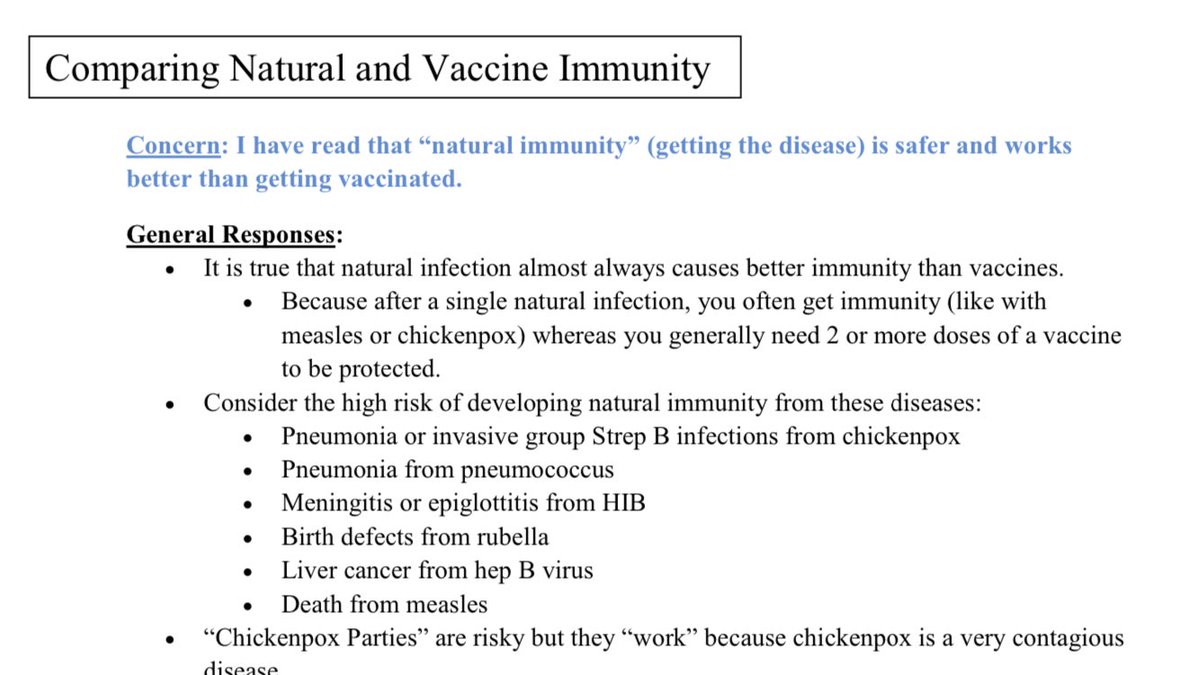 Comparing Natural and Vaccine Immunity
Concern: I have read that “natural immunity” (getting the disease) is safer and works
better than getting vaccinated.
General Responses:
• It is true that natural infection almost always causes better immunity than vaccines.
• Because after a single natural infection, you often get immunity (like with
measles or chickenpox) whereas you generally need 2 or more doses of a vaccine
to be protected.
• Consider the high risk of developing natural immunity from these diseases:
• Pneumonia or invasive group Strep B infections from chickenpox
• Pneumonia from pneumococcus
• Meningitis or epiglottitis from HIB
• Birth defects from rubella
• Liver cancer from hep B virus
• Death from measles
• “Chickenpox Parties” are risky but they “work” because chickenpox is a very contagious
disease